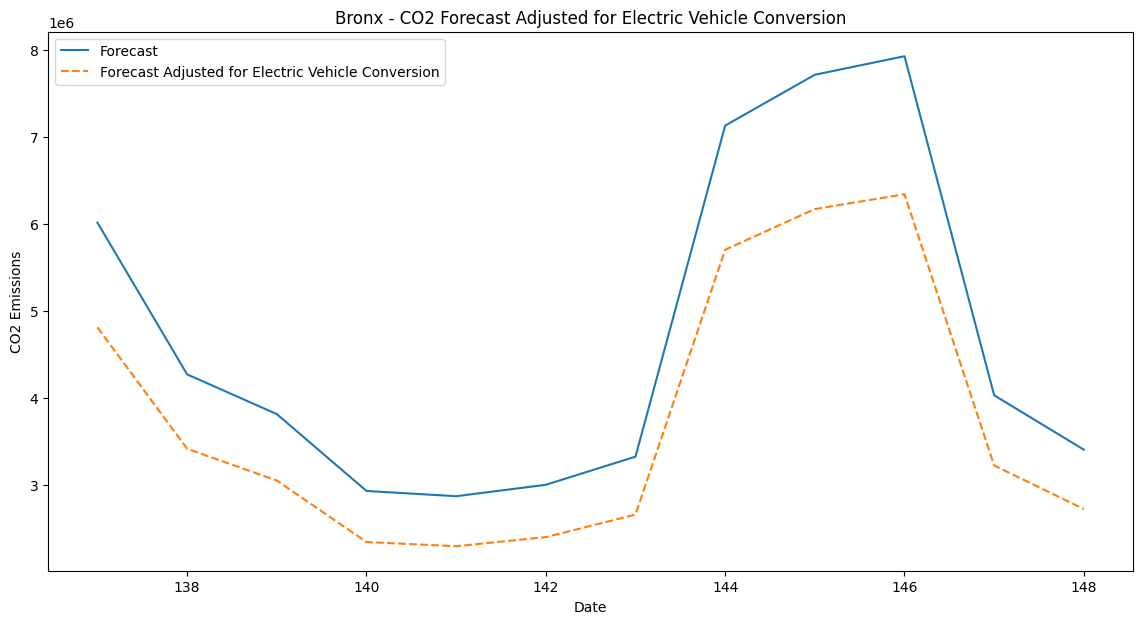 Bronx - CO2 Forecast Adjusted for Electric Vehicle Conversion
1e6
Forecast
Forecast Adjusted for Electric Vehicle Conversion
8
7
6
5
4
3
CO2 Emissions
138 140 142 144 146 148
Date